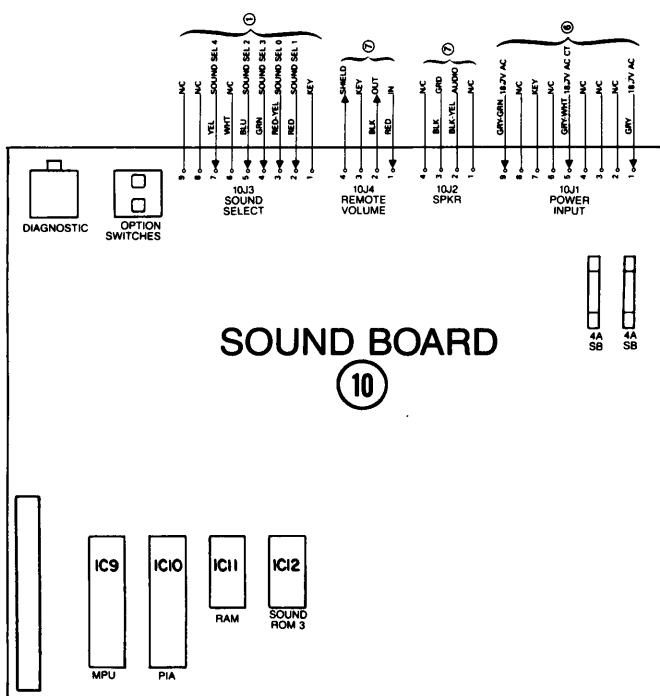 1
7
7
6
9 N/C
8 N/C
7 YEL SOUND SEL 4
6 WHT N/C
5 BLU SOUND SEL 2
4 GRN SOUND SEL 3
3 RED-YEL SOUND SEL 0
2 RED SOUND SEL 1
1 KEY
10J3
SOUND
SELECT
4 SHIELD
3 KEY
2 BLK OUT
1 RED IN
10J4
REMOTE
VOLUME
4 N/C
3 BLK GRD
2 BLK-YEL AUDIO
1 N/C
10J2
SPKR
9 GRY-GRN 18.7V AC
8 N/C
7 KEY
6 N/C
5 GRY-WHT 18.7V AC CT
4 N/C
3 N/C
2 N/C
1 GRY 18.7V AC
10J1
POWER
INPUT
DIAGNOSTIC
OPTION
SWITCHES
4A
SB
4A
SB
SOUND BOARD
10
IC9
MPU
IC10
PIA
IC11
RAM
IC12
SOUND
ROM 3